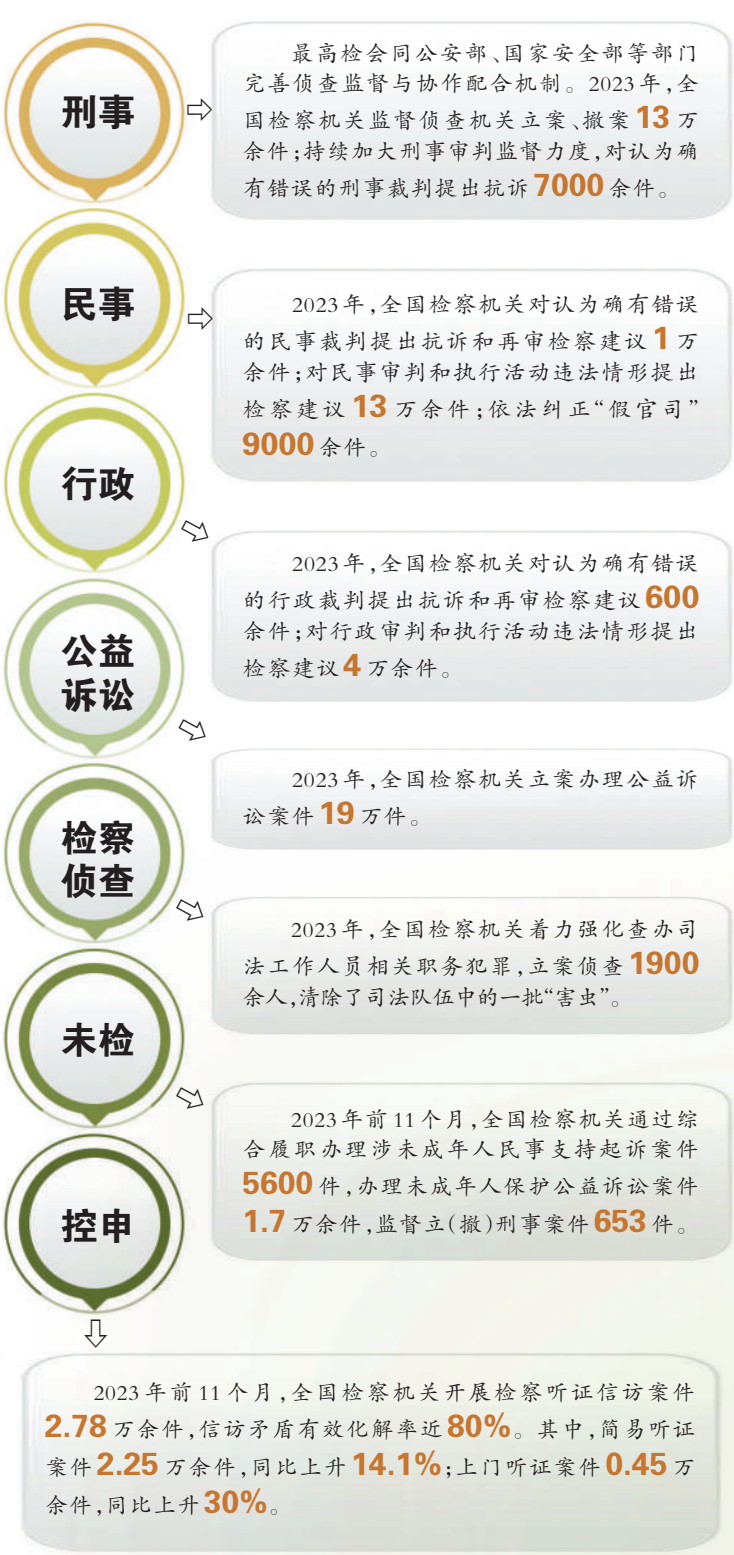 刑事
最高检会同公安部、国家安全部等部门
完善侦查监督与协作配合机制。2023年,全
国检察机关监督侦查机关立案、撤案13万
余件;持续加大刑事审判监督力度,对认为确
有错误的刑事裁判提出抗诉7000余件。
民事
2023年,全国检察机关对认为确有错误
的民事裁判提出抗诉和再审检察建议1万
余件;对民事审判和执行活动违法情形提出
检察建议13万余件;依法纠正“假官司”
9000余件。
行政
2023年,全国检察机关对认为确有错误
的行政裁判提出抗诉和再审检察建议600
余件;对行政审判和执行活动违法情形提出
检察建议4万余件。
公益
诉讼
2023年,全国检察机关立案办理公益诉
讼案件19万件。
检察
侦查
2023年,全国检察机关着力强化查办司
法工作人员相关职务犯罪,立案侦查1900
余人,清除了司法队伍中的一批“害虫”。
未检
2023年前11个月,全国检察机关通过综
合履职办理涉未成年人民事支持起诉案件
5600件,办理未成年人保护公益诉讼案件
1.7万余件,监督立(撤)刑事案件653件。
控申
2023年前11个月,全国检察机关开展检察听证信访案件
2.78万余件,信访矛盾有效化解率近80%。其中,简易听证
案件2.25万余件,同比上升14.1%;上门听证案件0.45万
余件,同比上升30%。